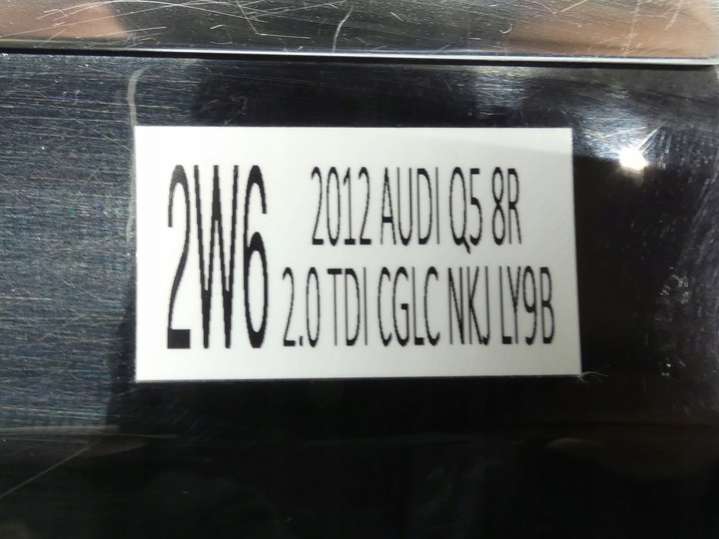 2W6
2012 AUDI Q5 8R
2.0 TDI CGLC NKJ LY9B